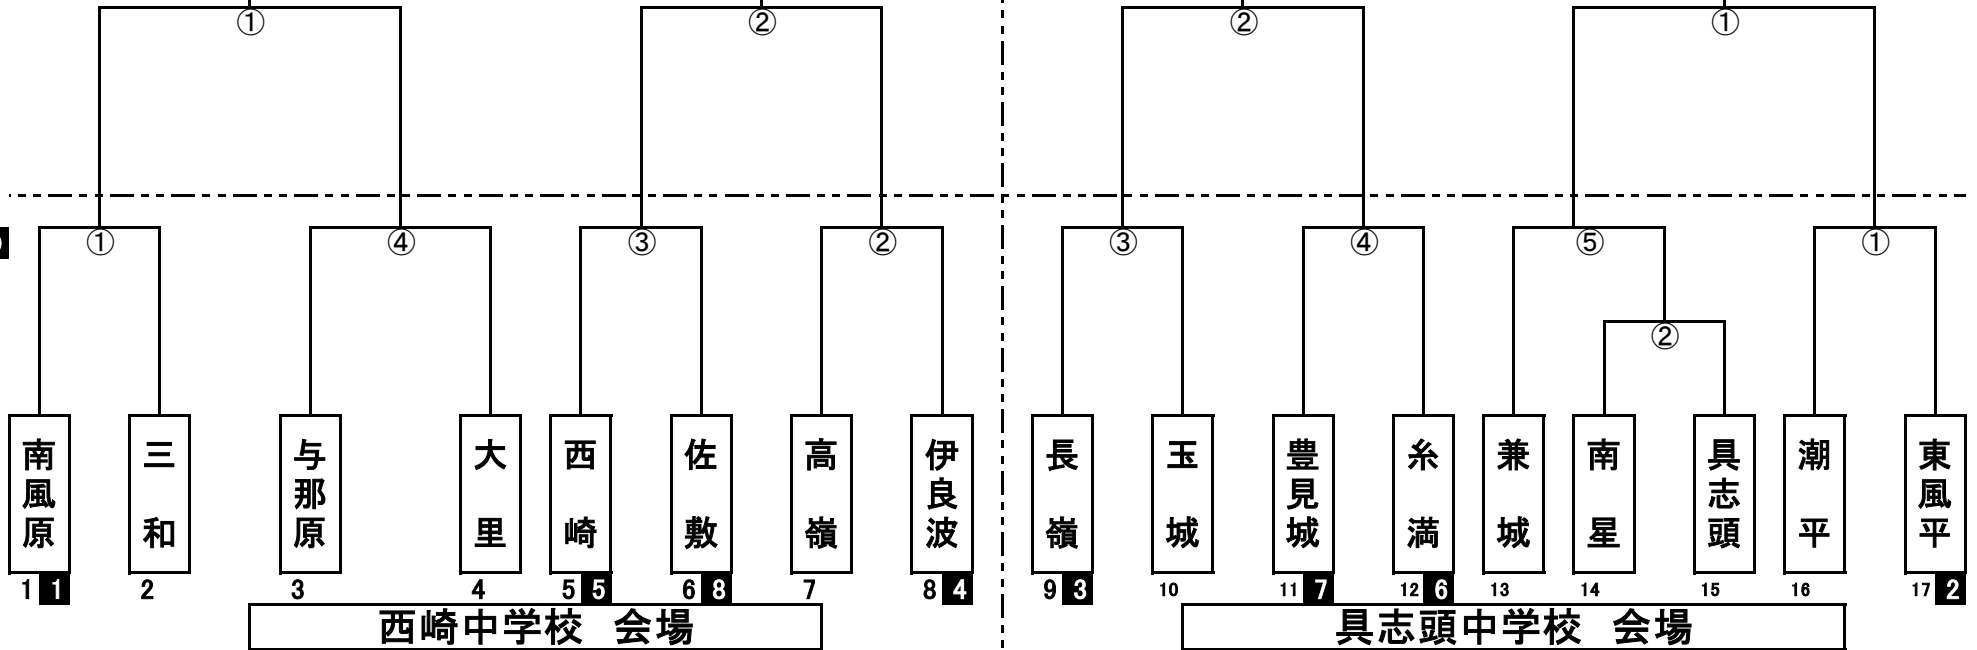 ① ② ② ①
① ④ ③ ② ③ ④ ⑤ ①
②
南風原
三和
与那原
大里
西崎
佐敷
高嶺
伊良波
長嶺
玉城
豊見城
糸満
兼城
南星
具志頭
潮平
東風平
1 1 2 3 4 5 5 6 8 7 8 4 9 3 10 11 7 12 6 13 14 15 16 17 2
西崎中学校 会場
具志頭中学校 会場